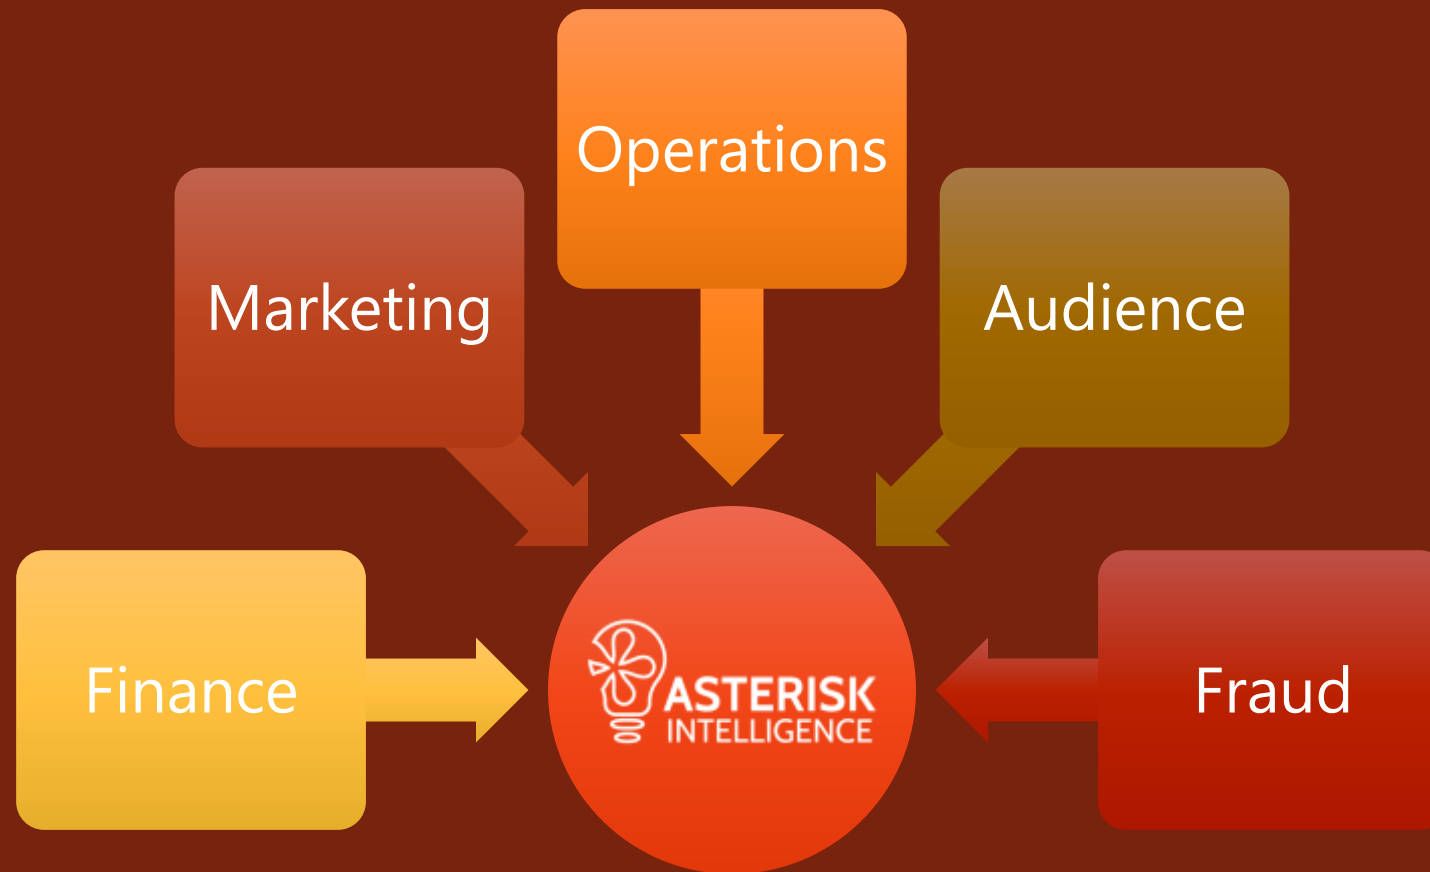 Operations
Marketing
Audience
Finance
ASTERISK
INTELLIGENCE
Fraud